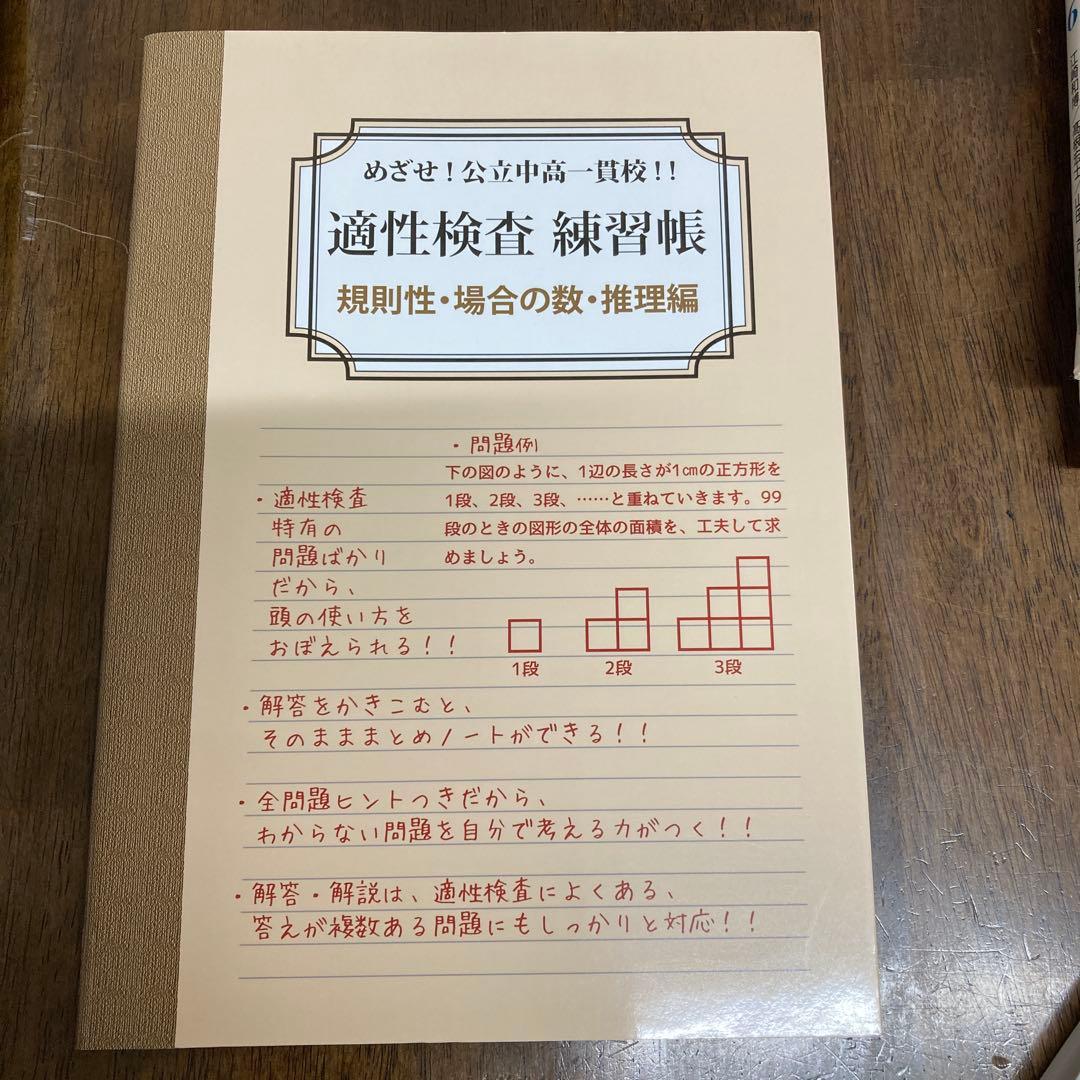 めざせ！公立中高一貫校！！
適性検査 練習帳
規則性・場合の数・推理編
・適性検査
特有の
問題ばかり
だから、
頭の使い方を
おぼえられる！！
・問題例
下の図のように、1辺の長さが1㎝の正方形を
1段、2段、3段、……と重ねていきます。99
段のときの図形の全体の面積を、工夫して求
めましょう。
1段
2段
3段
・解答をかきこむと、
そのまままとめノートができる！！
・全問題ヒントつきだから、
わからない問題を自分で考える力がつく！！
・解答・解説は、適性検査によくある、
答えが複数ある問題にもしっかりと対応！！